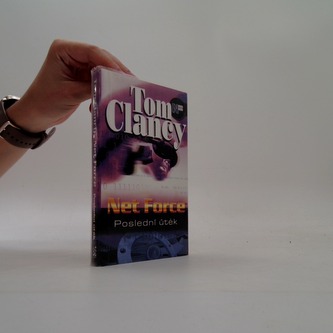 Tom
Clancy
Net Force
Poslední útěk